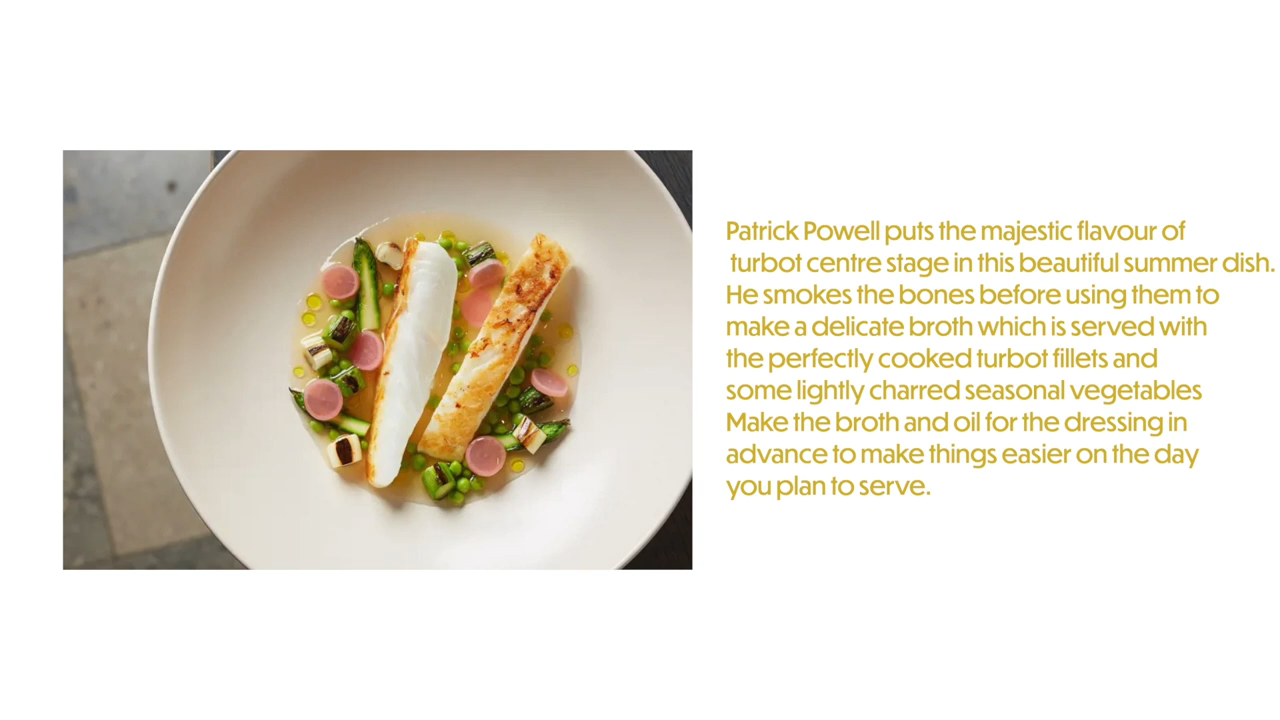 Patrick Powell puts the majestic flavour of
turbot centre stage in this beautiful summer dish.
He smokes the bones before using them to
make a delicate broth which is served with
the perfectly cooked turbot fillets and
some lightly charred seasonal vegetables
Make the broth and oil for the dressing in
advance to make things easier on the day
you plan to serve.